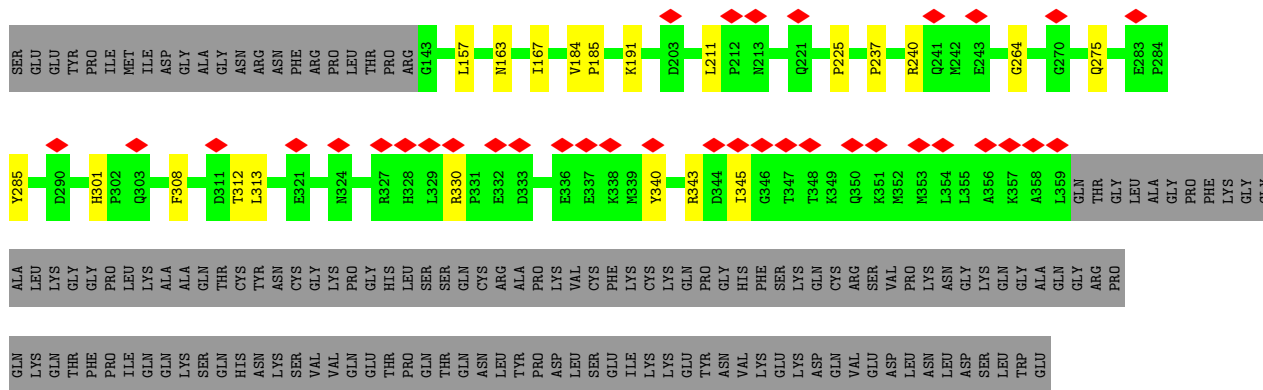 SER GLU GLU TYR PRO ILE MET ILE ASP GLY ALA GLY ASN ARG ASN PHE ARG PRO LEU THR PRO ARG G143 L157 N163 I167 V184 P185 K191 D203 L211 P212 N213 Q221 P225 P237 R240 Q241 M242 E243 G264 G270 Q275 E283 P284
Y285 D290 H301 P302 Q303 F308 D311 T312 L313 E321 N324 R327 H328 L329 R330 P331 E332 D333 E336 E337 K338 M339 Y340 R343 D344 I345 G346 T347 T348 K349 Q350 K351 M352 M353 L354 L355 A356 K357 A358 L359 GLN THR GLY LEU ALA GLY PRO PHE LYS GLY
ALA LEU LYS GLY GLY PRO LEU LYS ALA ALA GLN THR CYS TYR ASN CYS GLY LYS PRO GLY HIS LEU SER SER GLN CYS ARG ALA PRO LYS VAL CYS PHE LYS CYS LYS GLN PRO GLY HIS PHE SER LYS GLN CYS ARG SER VAL PRO LYS ASN GLY LYS GLN GLY ALA GLN GLY ARG PRO
GLN LYS GLN THR PHE PRO ILE GLN GLN LYS SER GLN HIS ASN LYS SER VAL VAL GLN GLU THR PRO GLN THR GLN ASN LEU TYR PRO ASP LEU SER GLU ILE LYS LYS GLU TYR ASN VAL LYS GLU LYS ASP GLN VAL GLU ASP LEU ASN LEU ASP SER LEU TRP GLU